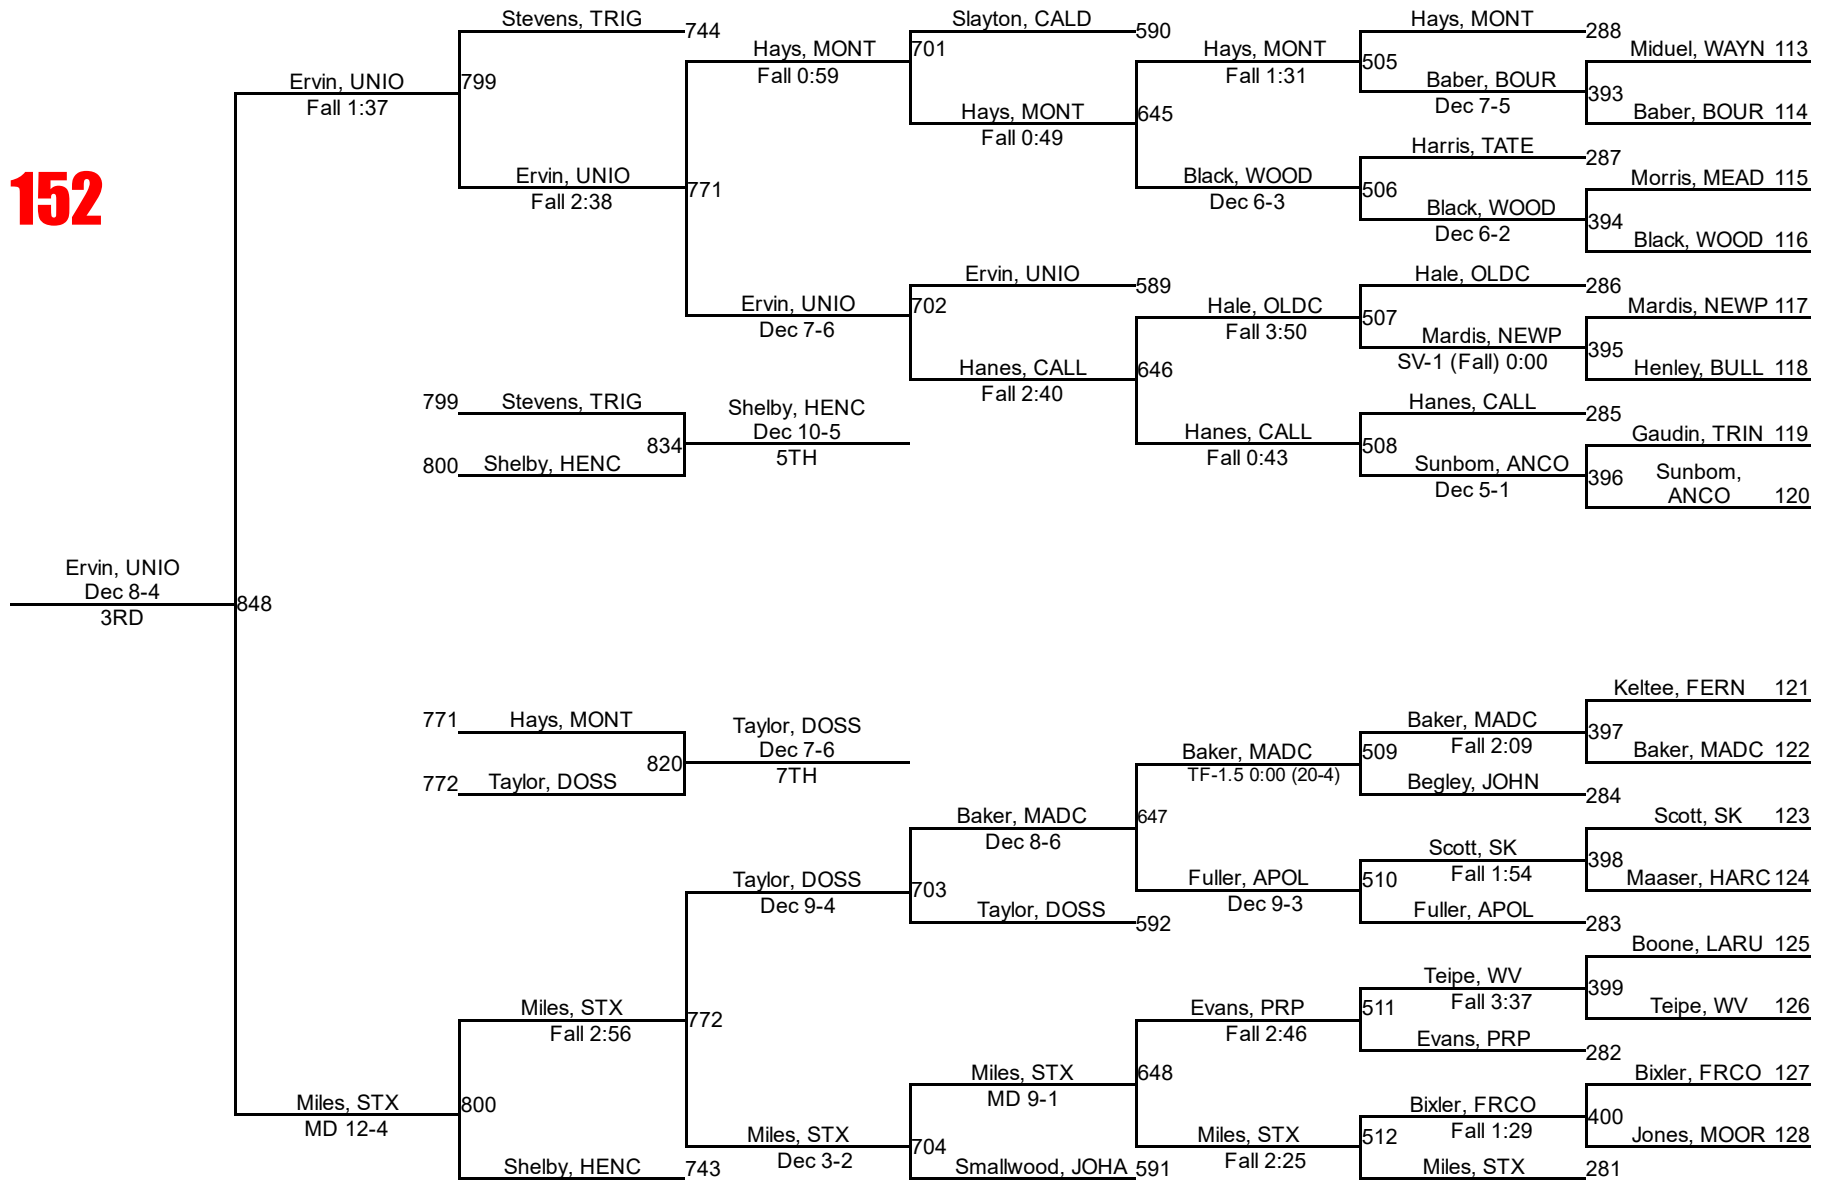 152
Ervin, UNIO
Dec 8-4
3RD
848
Ervin, UNIO
Fall 1:37
Miles, STX
MD 12-4
Stevens, TRIG
744
799
Ervin, UNIO
Fall 2:38
799
Stevens, TRIG
834
800
Shelby, HENC
Shelby, HENC
Dec 10-5
5TH
771
Hays, MONT
820
772
Taylor, DOSS
Taylor, DOSS
Dec 7-6
7TH
Miles, STX
Fall 2:56
800
Shelby, HENC
743
Hays, MONT
Fall 0:59
771
Ervin, UNIO
Dec 7-6
Taylor, DOSS
Dec 9-4
772
Miles, STX
Dec 3-2
Slayton, CALD
590
701
Hays, MONT
Fall 0:49
Ervin, UNIO
589
702
Hanes, CALL
Fall 2:40
Baker, MADC
Dec 8-6
703
Taylor, DOSS
592
Miles, STX
MD 9-1
704
Smallwood, JOHA
591
Hays, MONT
Fall 1:31
645
Black, WOOD
Dec 6-3
Hale, OLDC
Fall 3:50
646
Hanes, CALL
Fall 0:43
Baker, MADC
TF-1.5 0:00 (20-4)
647
Fuller, APOL
Dec 9-3
Evans, PRP
Fall 2:46
648
Miles, STX
Fall 2:25
Hays, MONT
288
505
Baber, BOUR
Dec 7-5
Harris, TATE
287
506
Black, WOOD
Dec 6-2
Hale, OLDC
286
507
Mardis, NEWP
SV-1 (Fall) 0:00
Hanes, CALL
285
508
Sunbom, ANCO
Dec 5-1
Baker, MADC
Fall 2:09
509
Begley, JOHN
284
Scott, SK
Fall 1:54
510
Fuller, APOL
283
Teipe, WV
Fall 3:37
511
Evans, PRP
282
Bixler, FRCO
Fall 1:29
512
Miles, STX
281
Miduel, WAYN 113
393
Baber, BOUR 114
Morris, MEAD 115
394
Black, WOOD 116
Mardis, NEWP 117
395
Henley, BULL 118
Gaudin, TRIN 119
396
Sunbom,
ANCO 120
Keltee, FERN 121
397
Baker, MADC 122
Scott, SK 123
398
Maaser, HARC 124
Boone, LARU 125
399
Teipe, WV 126
Bixler, FRCO 127
400
Jones, MOOR 128